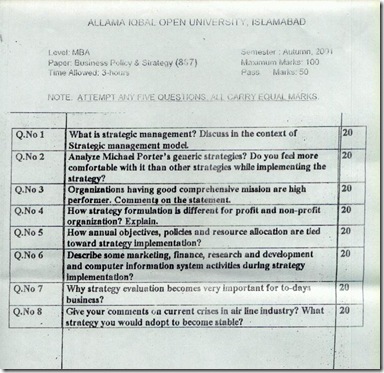 ALLAMA IQBAL OPEN UNIVERSITY, ISLAMABAD
Level: MBA Semester: Autumn, 2001
Paper: Business Policy & Strategy (857) Maximum Marks: 100
Time Allowed: 3-hours Pass Marks: 50
NOTE: ATTEMPT ANY FIVE QUESTIONS, ALL CARRY EQUAL MARKS.
Q.No 1 What is strategic management? Discuss in the context of 20
Strategic management model.
Q.No 2 Analyze Michael Porter's generic strategies? Do you feel more 20
comfortable with it than other strategies while implementing the
strategy?
Q.No 3 Organizations having good comprehensive mission are high 20
performer. Comments on the statement.
Q.No 4 How strategy formulation is different for profit and non-profit 20
organization? Explain.
Q.No 5 How annual objectives, policies and resource allocation are tied 20
toward strategy implementation?
Q.No 6 Describe some marketing, finance, research and development 20
and computer information system activities during strategy
implementation?
Q.No 7 Why strategy evaluation becomes very important for to-days 20
business?
Q.No 8 Give your comments on current crises in air line industry? What 20
strategy you would adopt to become stable?